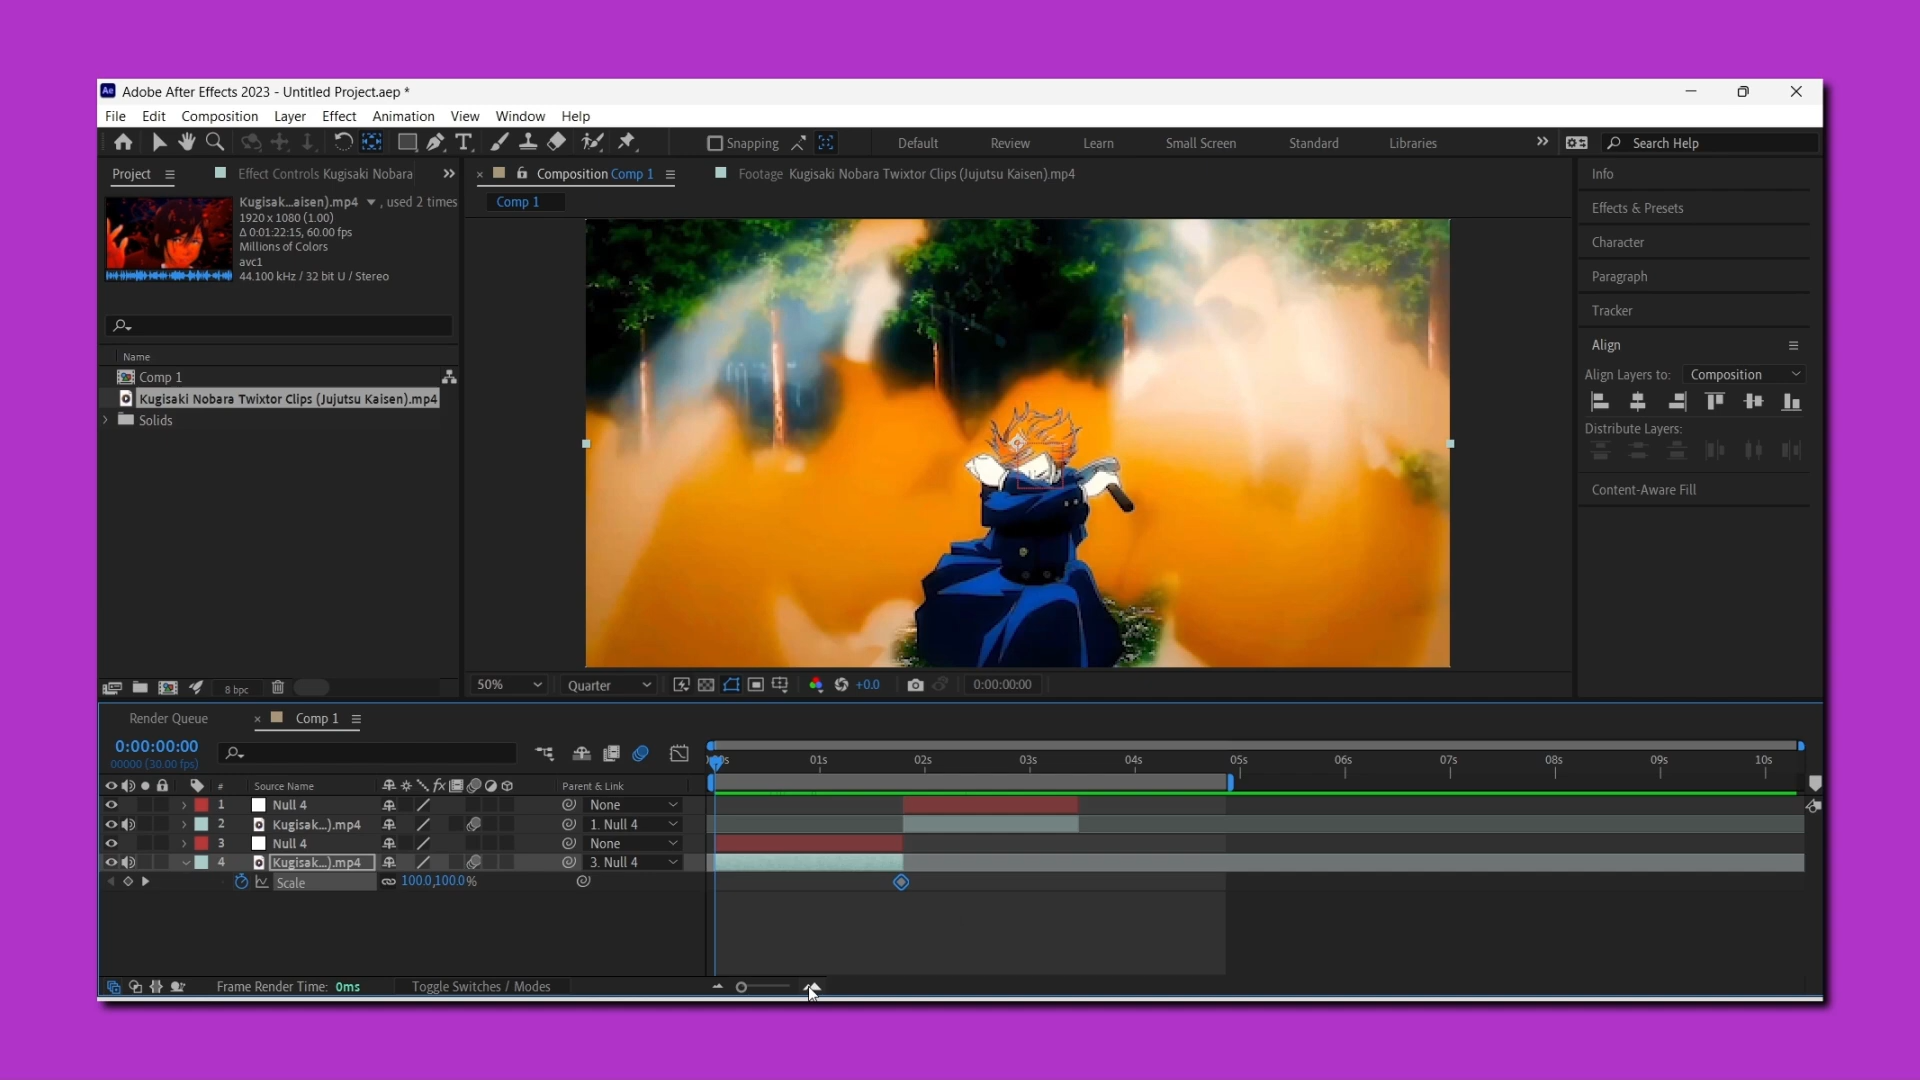 Adobe After Effects 2023 - Untitled Project.aep *
File Edit Composition Layer Effect Animation View Window Help
Snapping Default Review Learn Small Screen Standard Libraries Search Help
Project Effect Controls Kugisaki Nobara
Composition Comp 1 Footage Kugisaki Nobara Twixtor Clips (Jujutsu Kaisen).mp4
Comp 1
Kugisak...aisen).mp4 , used 2 times
1920 x 1080 (1.00)
Δ 0:01:22:15, 60.00 fps
Millions of Colors
avc1
44.100 kHz / 32 bit U / Stereo
Name
Comp 1
Kugisaki Nobara Twixtor Clips (Jujutsu Kaisen).mp4
Solids
8 bpc
50% Quarter +0.0 0:00:00:00
Info
Effects & Presets
Character
Paragraph
Tracker
Align
Align Layers to: Composition
Distribute Layers:
Content-Aware Fill
Render Queue Comp 1
0:00:00:00
00000 (30.00 fps)
01s 02s 03s 04s 05s 06s 07s 08s 09s 10s
# Source Name fx Parent & Link
1 Null 4 None
2 Kugisak...).mp4 1. Null 4
3 Null 4 None
4 Kugisak...).mp4 3. Null 4
Scale 100.0,100.0%
Frame Render Time: 0ms Toggle Switches / Modes